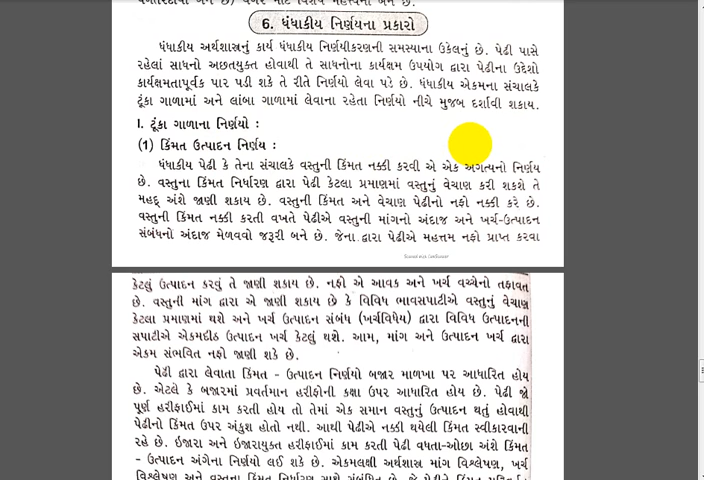 6. ધંધાકીય નિર્ણયના પ્રકારો
ધંધાકીય અર્થશાસ્ત્રનું કાર્ય ધંધાકીય નિર્ણયીકરણની સમસ્યાના ઉકેલનું છે. પેઢી પાસે
રહેલાં સાધનો અછતયુક્ત હોવાથી તે સાધનોના કાર્યક્ષમ ઉપયોગ દ્વારા પેઢીના ઉદ્દેશો
કાર્યક્ષમતાપૂર્વક પાર પડી શકે તે રીતે નિર્ણયો લેવા પડે છે. ધંધાકીય એકમના સંચાલકે
ટૂંકા ગાળામાં અને લાંબા ગાળામાં લેવાના રહેતા નિર્ણયો નીચે મુજબ દર્શાવી શકાય.
I. ટૂંકા ગાળાના નિર્ણયો :
(1) કિંમત ઉત્પાદન નિર્ણય :
ધંધાકીય પેઢી કે તેના સંચાલકે વસ્તુની કિંમત નક્કી કરવી એ એક અગત્યનો નિર્ણય
છે. વસ્તુના કિંમત નિર્ધારણ દ્વારા પેઢી કેટલા પ્રમાણમાં વસ્તુનું વેચાણ કરી શકશે તે
મહદ્ અંશે જાણી શકાય છે. વસ્તુની કિંમત અને વેચાણ પેઢીનો નફો નક્કી કરે છે.
વસ્તુની કિંમત નક્કી કરતી વખતે પેઢીએ વસ્તુની માંગનો અંદાજ અને ખર્ચ-ઉત્પાદન
સંબંધનો અંદાજ મેળવવો જરૂરી બને છે. જેના દ્વારા પેઢીએ મહત્તમ નફો પ્રાપ્ત કરવા
Scanned with CamScanner
કેટલું ઉત્પાદન કરવું તે જાણી શકાય છે. નફો એ આવક અને ખર્ચ વચ્ચેનો તફાવત
છે. વસ્તુની માંગ દ્વારા એ જાણી શકાય છે કે વિવિધ ભાવસપાટીએ વસ્તુનું વેચાણ
કેટલા પ્રમાણમાં થશે અને ખર્ચ ઉત્પાદન સંબંધ (ખર્ચવિધેય) દ્વારા વિવિધ ઉત્પાદનની
સપાટીએ એકમદીઠ ઉત્પાદન ખર્ચ કેટલું થશે. આમ, માંગ અને ઉત્પાદન ખર્ચ દ્વારા
એકમ સંભવિત નફો જાણી શકે છે.
પેઢી દ્વારા લેવાતા કિંમત - ઉત્પાદન નિર્ણયો બજાર માળખા પર આધારિત હોય
છે. એટલે કે બજારમાં પ્રવર્તમાન હરીફોની કક્ષા ઉપર આધારિત હોય છે. પેઢી જો
પૂર્ણ હરીફાઈમાં કામ કરતી હોય તો તેમાં એક સમાન વસ્તુનું ઉત્પાદન થતું હોવાથી
પેઢીનો કિંમત ઉપર અંકુશ હોતો નથી. આથી પેઢીએ નક્કી થયેલી કિંમત સ્વીકારવાની
રહે છે. ઇજારા અને ઇજારાયુક્ત હરીફાઈમાં કામ કરતી પેઢી વધતા-ઓછા અંશે કિંમત
- ઉત્પાદન અંગેના નિર્ણયો લઈ શકે છે. એકમલક્ષી અર્થશાસ્ત્ર માંગ વિશ્લેષણ, ખર્ચ